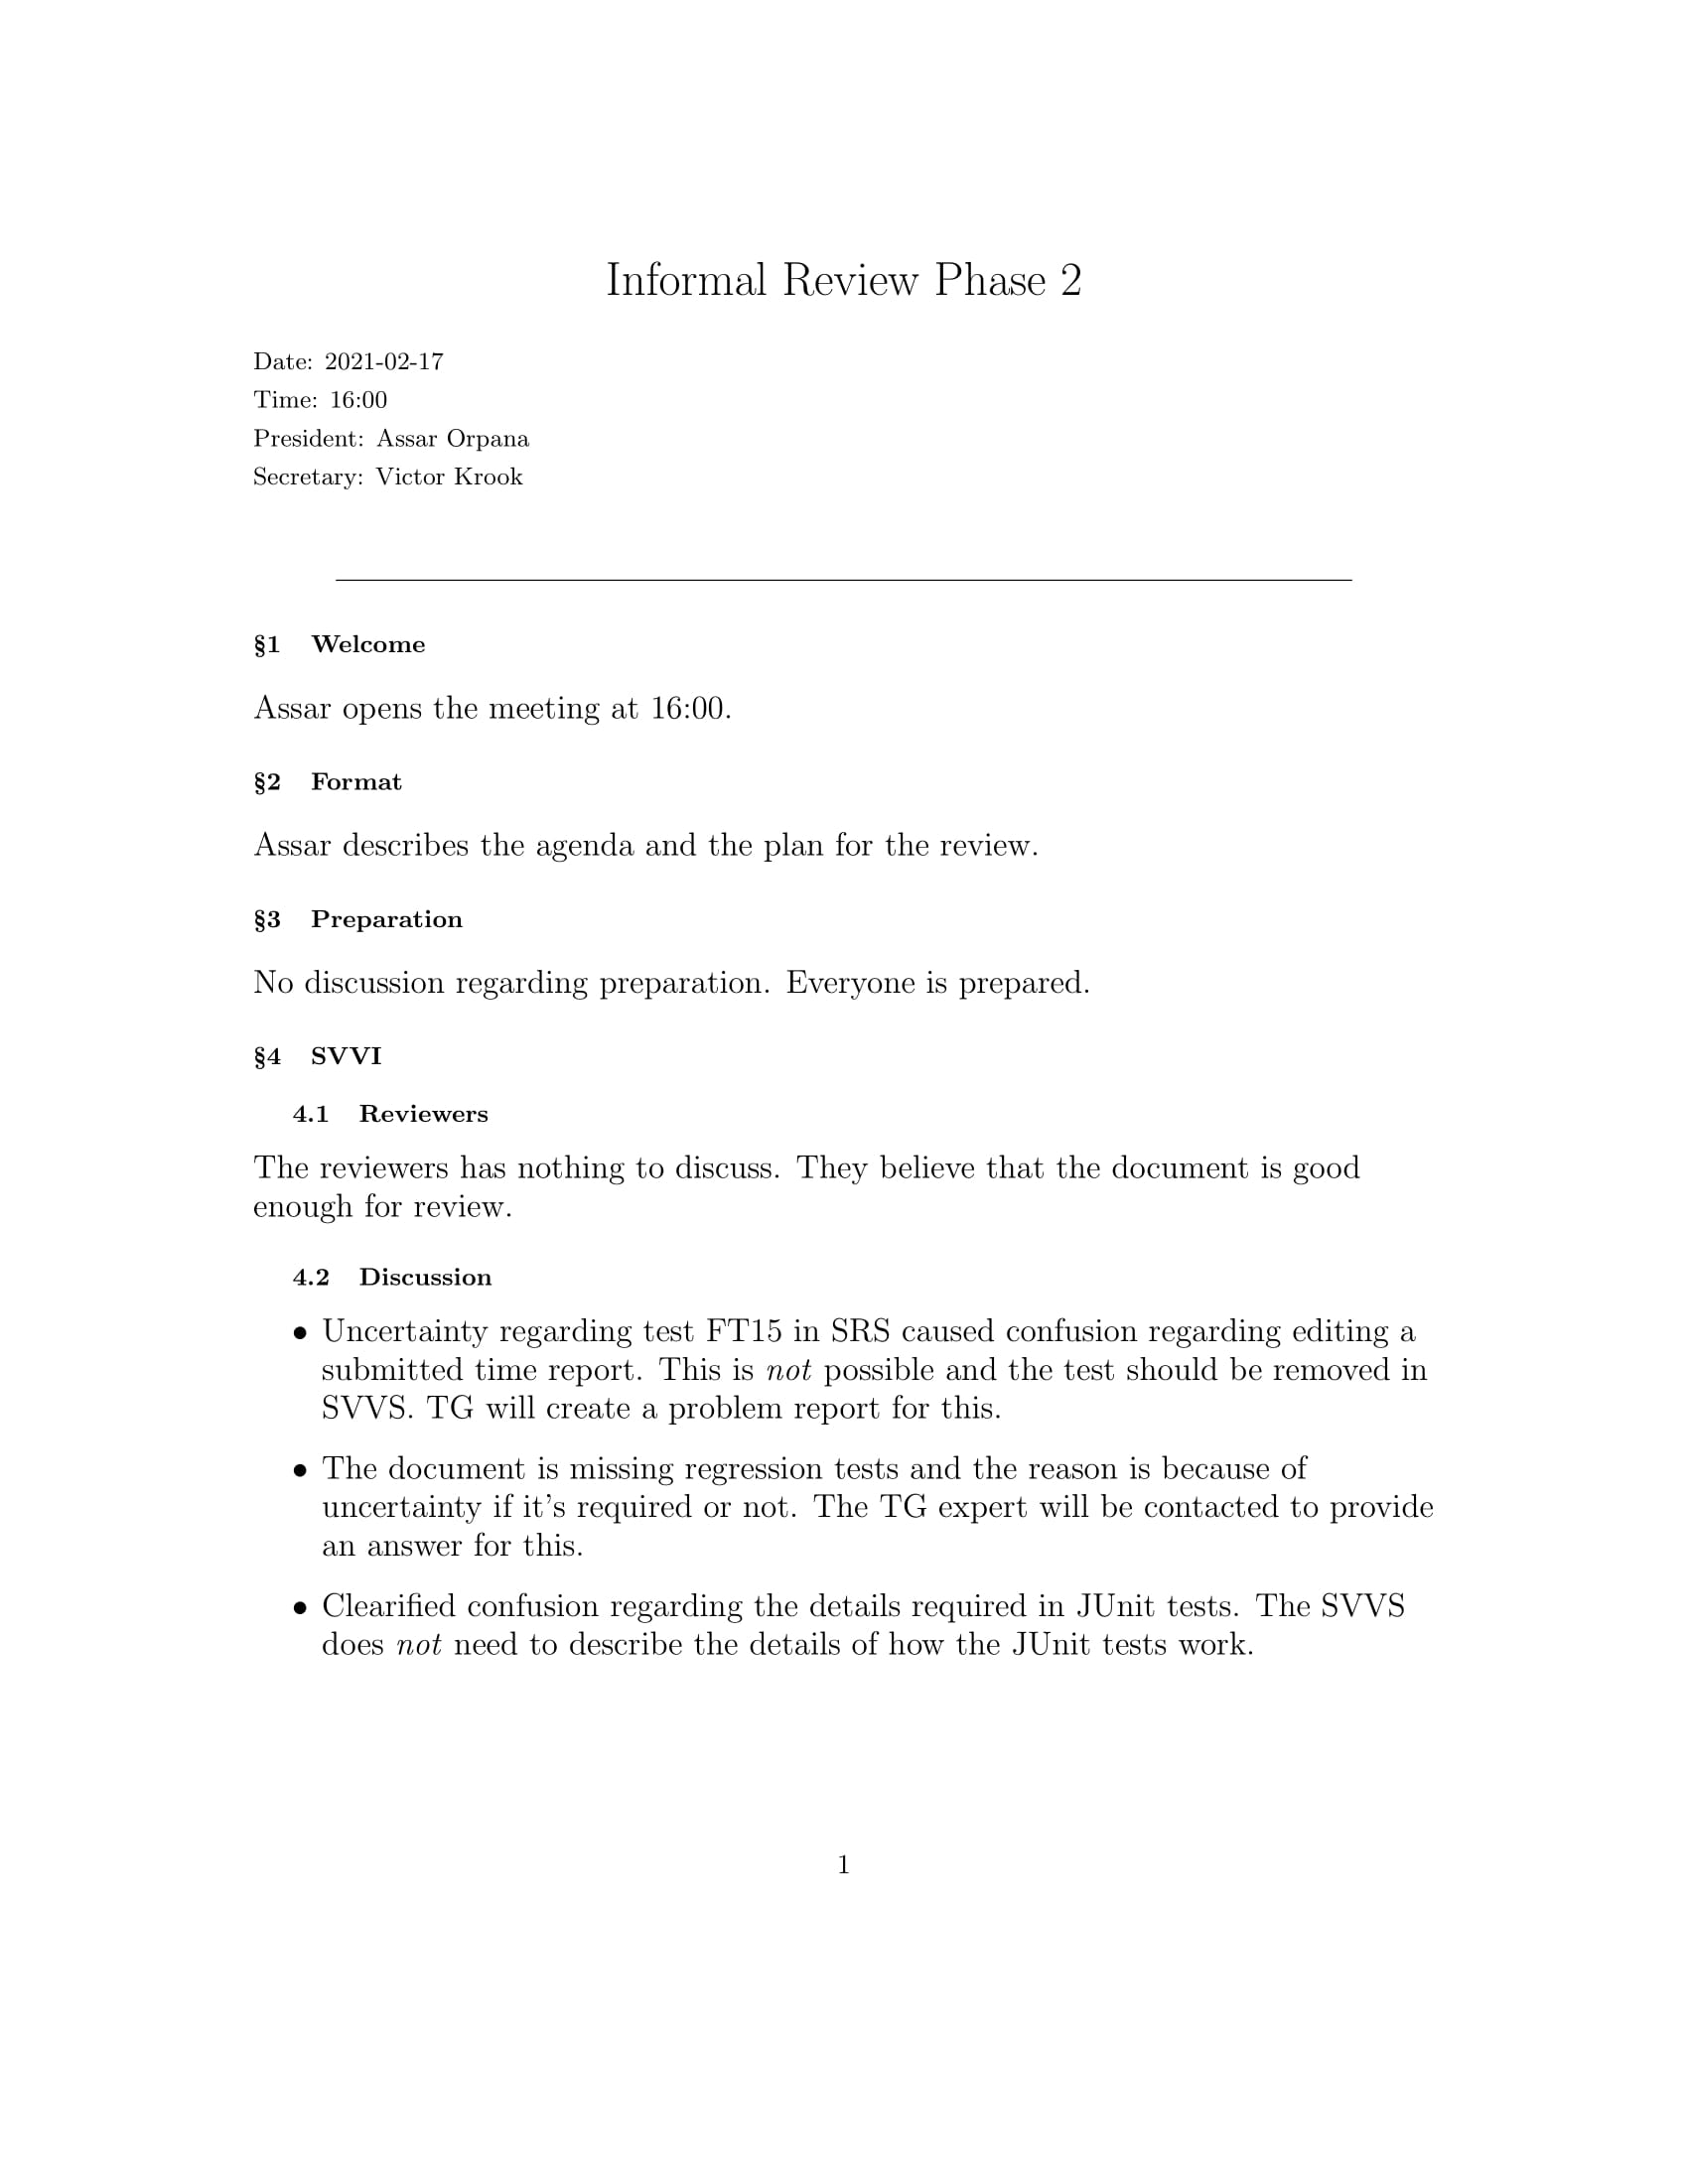 Informal Review Phase 2
Date: 2021-02-17
Time: 16:00
President: Assar Orpana
Secretary: Victor Krook
§1 Welcome
Assar opens the meeting at 16:00.
§2 Format
Assar describes the agenda and the plan for the review.
§3 Preparation
No discussion regarding preparation. Everyone is prepared.
§4 SVVI
4.1 Reviewers
The reviewers has nothing to discuss. They believe that the document is good
enough for review.
4.2 Discussion
• Uncertainty regarding test FT15 in SRS caused confusion regarding editing a
submitted time report. This is not possible and the test should be removed in
SVVS. TG will create a problem report for this.
• The document is missing regression tests and the reason is because of
uncertainty if it's required or not. The TG expert will be contacted to provide
an answer for this.
• Clearified confusion regarding the details required in JUnit tests. The SVVS
does not need to describe the details of how the JUnit tests work.
1